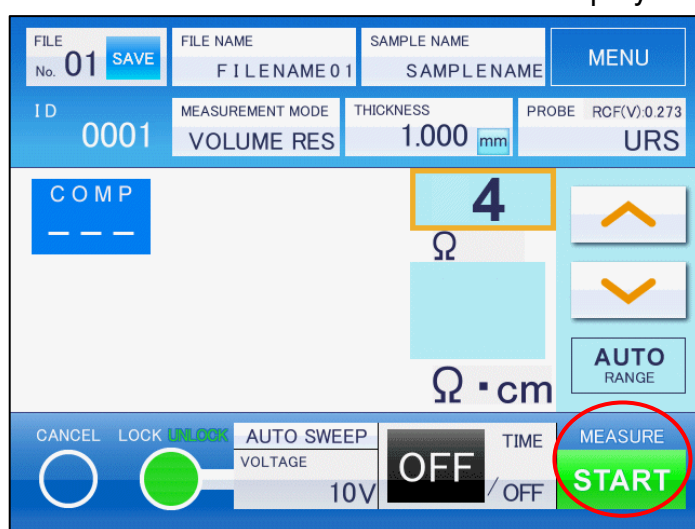 FILE
No. 01 SAVE
FILE NAME
FILENAME01
SAMPLE NAME
SAMPLENAME
MENU
ID
0001
MEASUREMENT MODE
VOLUME RES
THICKNESS
1.000 mm
PROBE RCF(V):0.273
URS
COMP
---
4
Ω
Ω·cm
AUTO
RANGE
CANCEL LOCK UNLOCK
AUTO SWEEP
VOLTAGE
10V
OFF
TIME
/OFF
MEASURE
START